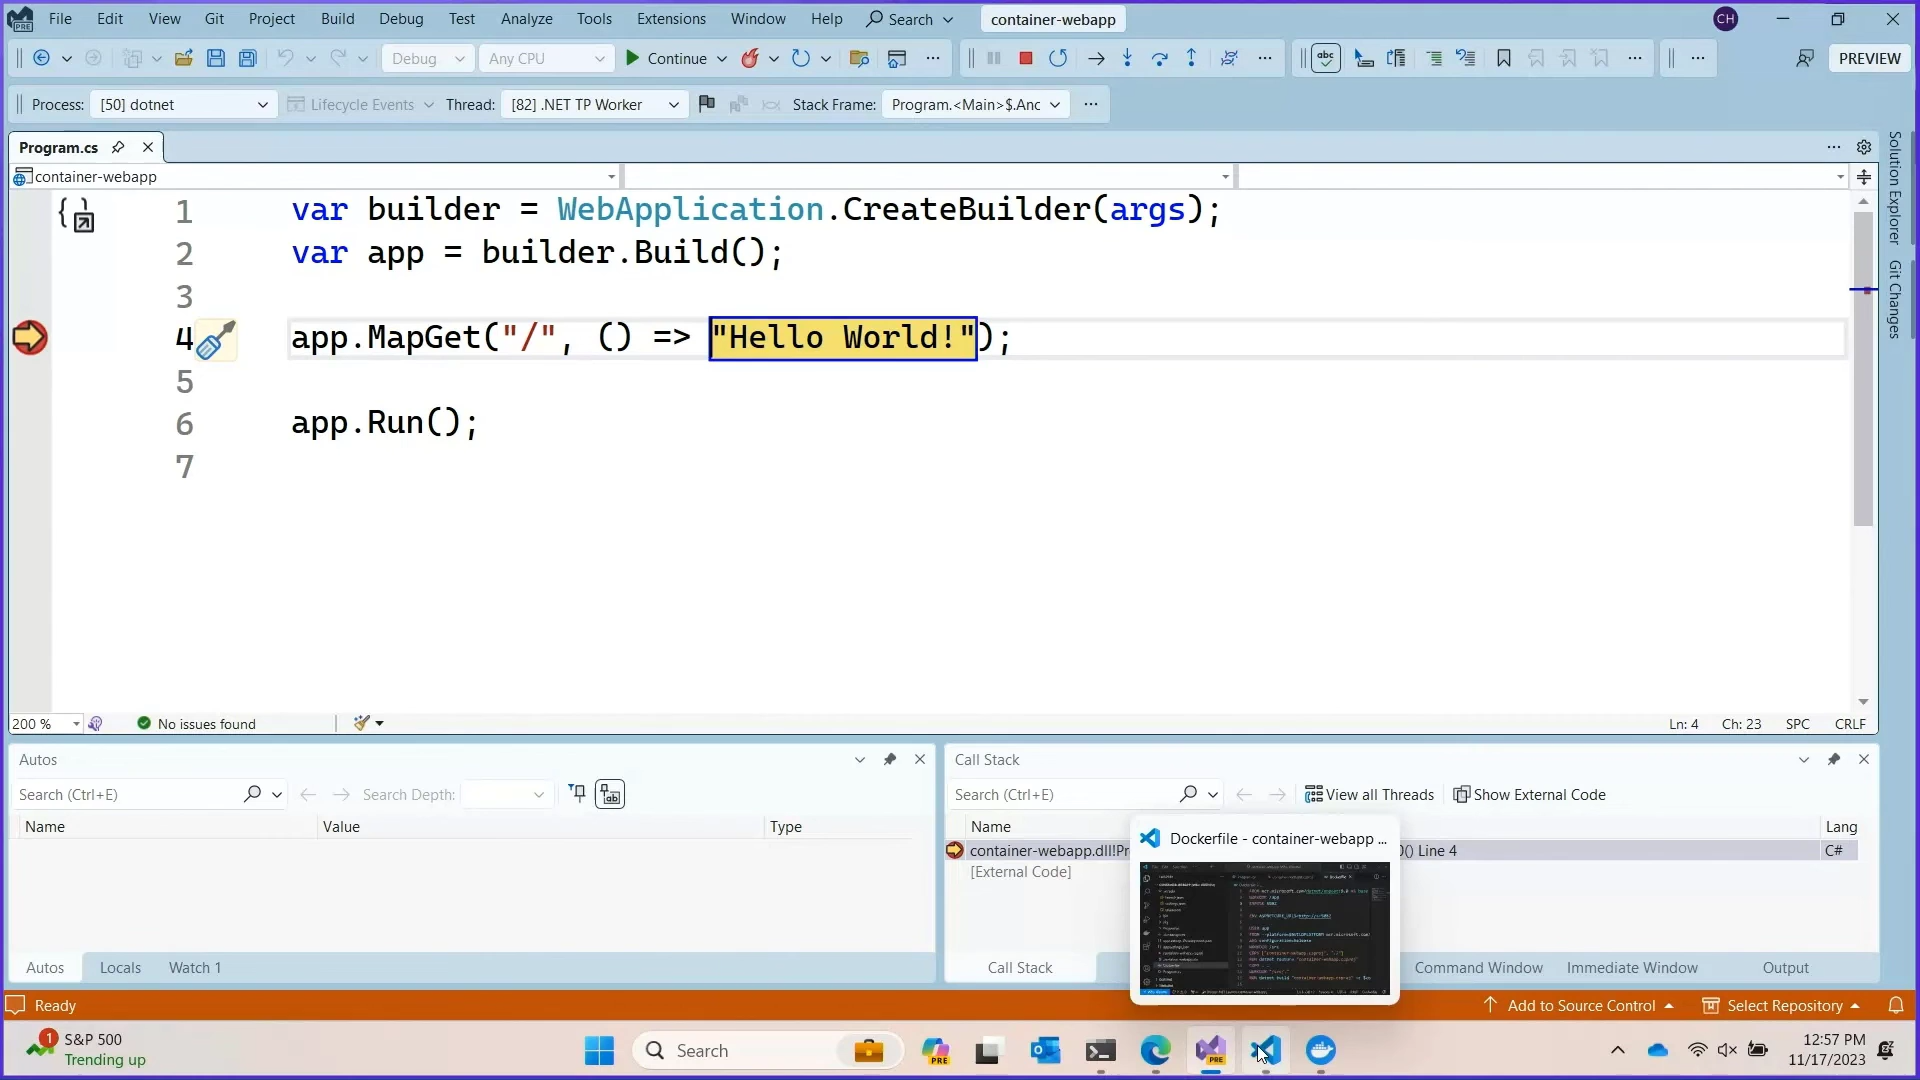 File Edit View Git Project Build Debug Test Analyze Tools Extensions Window Help Search container-webapp CH
Debug Any CPU Continue abc PREVIEW
Process: [50] dotnet Lifecycle Events Thread: [82] .NET TP Worker Stack Frame: Program.<Main>$.Anc
Program.cs
container-webapp
1 var builder = WebApplication.CreateBuilder(args);
2 var app = builder.Build();
3
4 app.MapGet("/", () => "Hello World!");
5
6 app.Run();
7
Solution Explorer
Git Changes
200 % No issues found Ln: 4 Ch: 23 SPC CRLF
Autos
Search (Ctrl+E) Search Depth:
Name Value Type
Autos Locals Watch 1
Call Stack
Search (Ctrl+E) View all Threads Show External Code
Name Lang
container-webapp.dll!Pr 0() Line 4 C#
[External Code]
Dockerfile - container-webapp ...
Call Stack Command Window Immediate Window Output
Ready Add to Source Control Select Repository
1 S&P 500
Trending up
Search
PRE
PRE
12:57 PM
11/17/2023